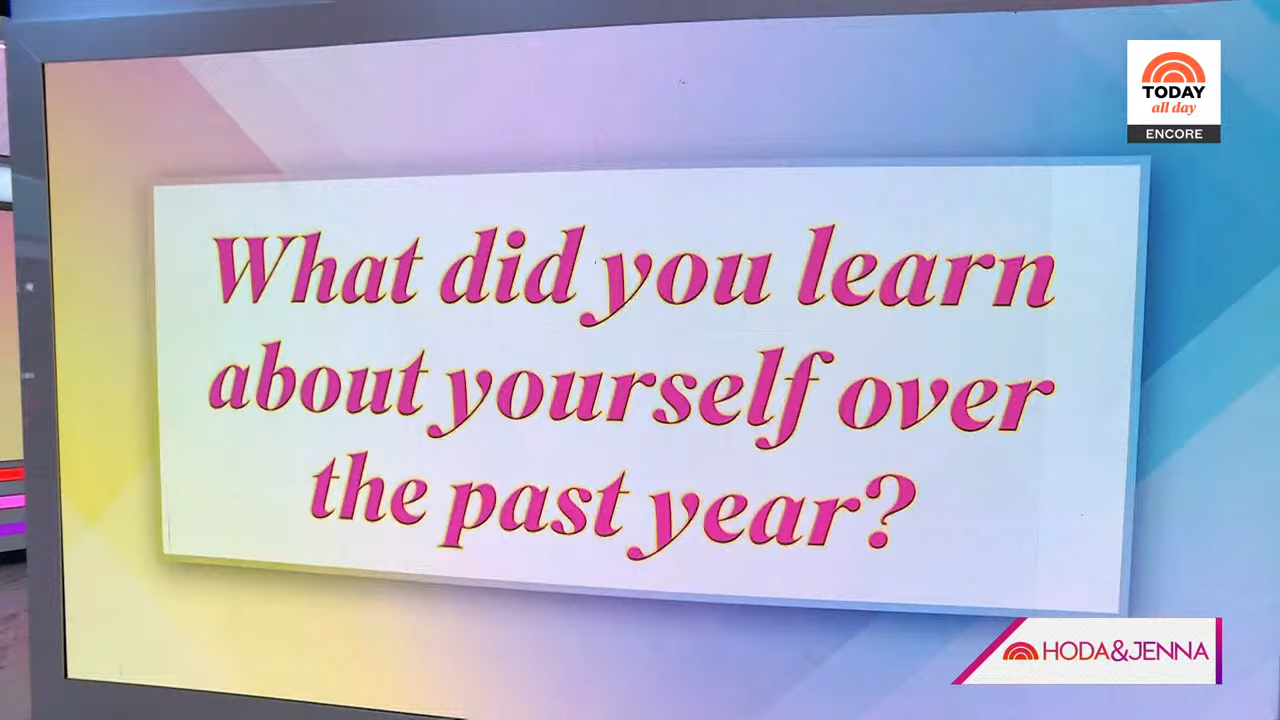 TODAY
all day
ENCORE
What did you learn
about yourself over
the past year?
HODA&JENNA